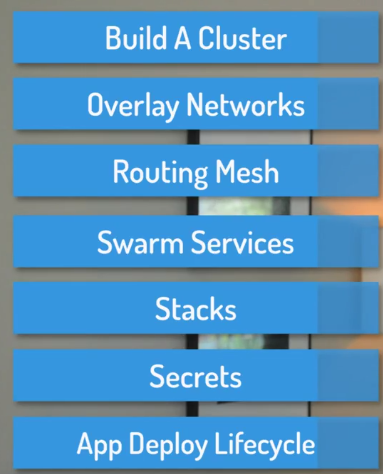 Build A Cluster
Overlay Networks
Routing Mesh
Swarm Services
Stacks
Secrets
App Deploy Lifecycle